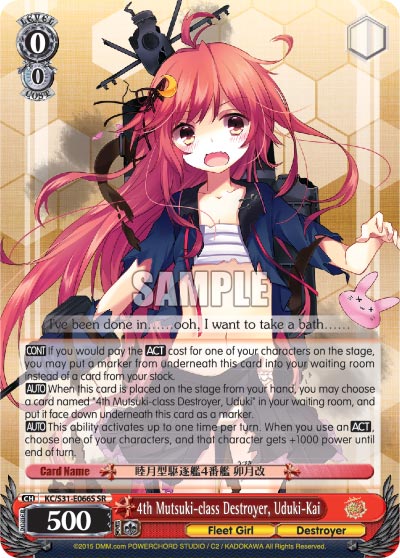 LEVEL
0
0
COST
SAMPLE
I've been done in……ooh, I want to take a bath……
CONT If you would pay the ACT cost for one of your characters on the stage,
you may put a marker from underneath this card into your waiting room
instead of a card from your stock.
AUTO When this card is placed on the stage from your hand, you may choose
a card named "4th Mutsuki-class Destroyer, Uduki" in your waiting room, and
put it face down underneath this card as a marker.
AUTO This ability activates up to one time per turn. When you use an ACT,
choose one of your characters, and that character gets +1000 power until
end of turn.
Card Name 睦月型駆逐艦4番艦 卯月改
うづき
CH KC/S31-E066S SR
4th Mutsuki-class Destroyer, Uduki-Kai
POWER
500
SOUL
Fleet Girl Destroyer
©2015 DMM.com POWERCHORD STUDIO / C2 / KADOKAWA All Rights Reserved.